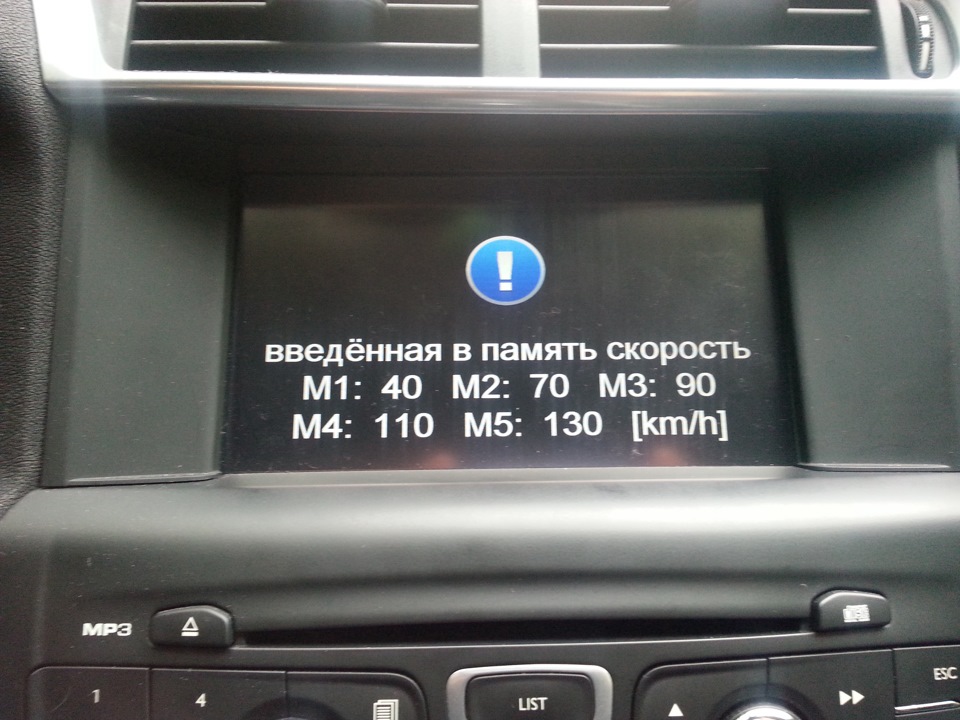 введённая в память скорость
M1: 40 M2: 70 M3: 90
M4: 110 M5: 130 [km/h]
MP3
1 4 LIST ESC